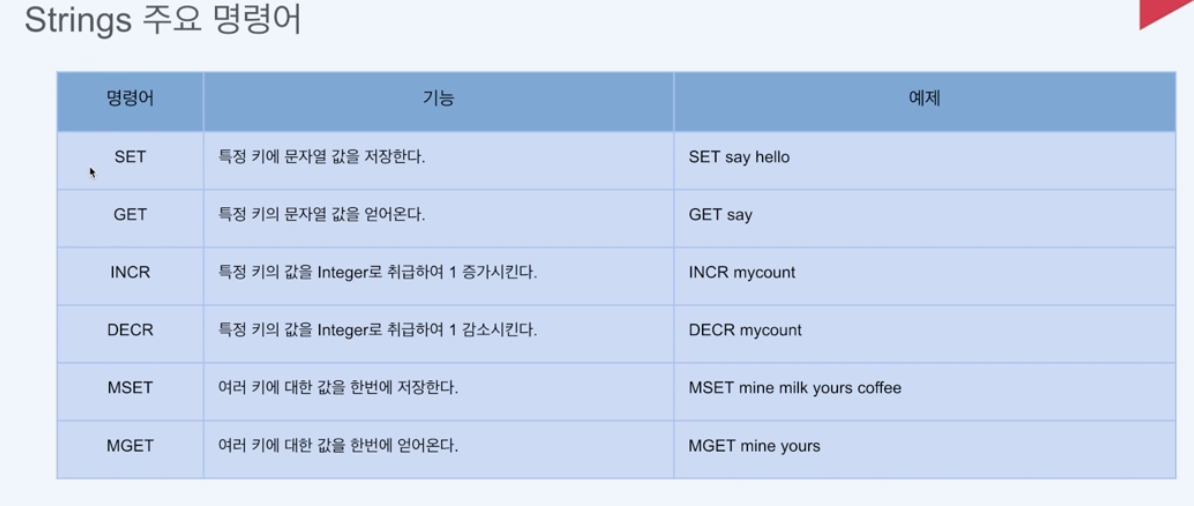 Strings 주요 명령어
명령어 기능 예제
SET 특정 키에 문자열 값을 저장한다. SET say hello
GET 특정 키의 문자열 값을 얻어온다. GET say
INCR 특정 키의 값을 Integer로 취급하여 1 증가시킨다. INCR mycount
DECR 특정 키의 값을 Integer로 취급하여 1 감소시킨다. DECR mycount
MSET 여러 키에 대한 값을 한번에 저장한다. MSET mine milk yours coffee
MGET 여러 키에 대한 값을 한번에 얻어온다. MGET mine yours